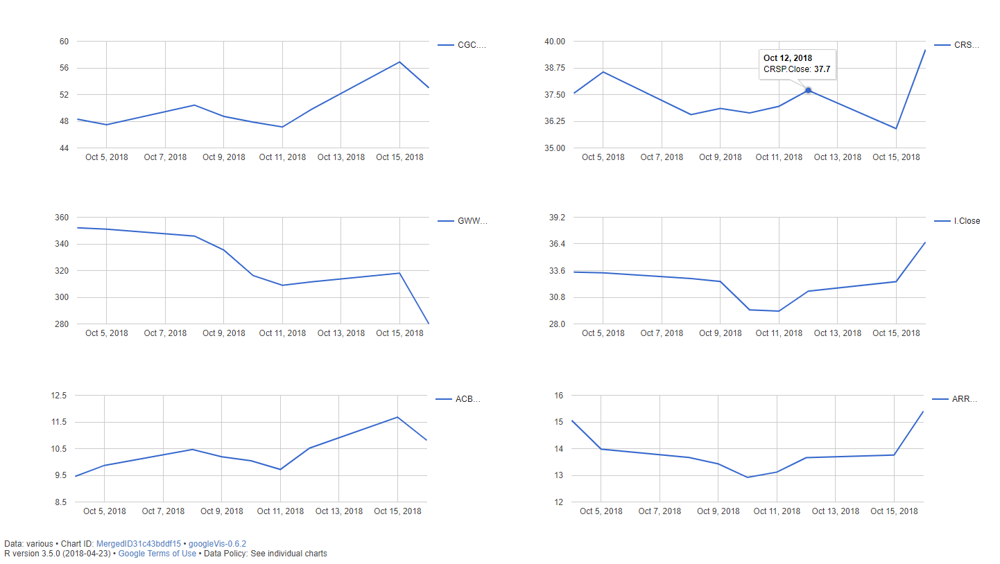 60
56
52
48
44
Oct 5, 2018 Oct 7, 2018 Oct 9, 2018 Oct 11, 2018 Oct 13, 2018 Oct 15, 2018
CGC....
40.00
38.75
37.50
36.25
35.00
Oct 12, 2018
CRSP.Close: 37.7
Oct 5, 2018 Oct 7, 2018 Oct 9, 2018 Oct 11, 2018 Oct 13, 2018 Oct 15, 2018
CRS...
360
340
320
300
280
Oct 5, 2018 Oct 7, 2018 Oct 9, 2018 Oct 11, 2018 Oct 13, 2018 Oct 15, 2018
GWW...
39.2
36.4
33.6
30.8
28.0
Oct 5, 2018 Oct 7, 2018 Oct 9, 2018 Oct 11, 2018 Oct 13, 2018 Oct 15, 2018
I.Close
12.5
11.5
10.5
9.5
8.5
Oct 5, 2018 Oct 7, 2018 Oct 9, 2018 Oct 11, 2018 Oct 13, 2018 Oct 15, 2018
ACB...
16
15
14
13
12
Oct 5, 2018 Oct 7, 2018 Oct 9, 2018 Oct 11, 2018 Oct 13, 2018 Oct 15, 2018
ARR...
Data: various • Chart ID: MergedID31c43bddf15 • googleVis-0.6.2
R version 3.5.0 (2018-04-23) • Google Terms of Use • Data Policy: See individual charts